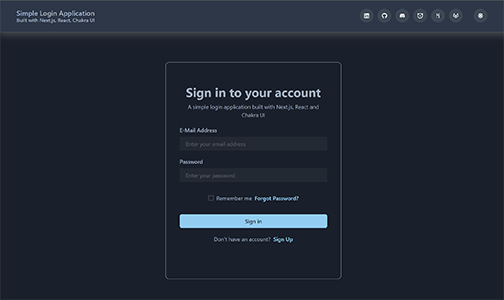 Simple Login Application
Built with Next.js, React, Chakra UI
Sign in to your account
A simple login application built with Next.js, React and
Chakra UI
E-Mail Address
Enter your email address
Password
Enter your password
Remember me Forgot Password?
Sign in
Don't have an account? Sign Up